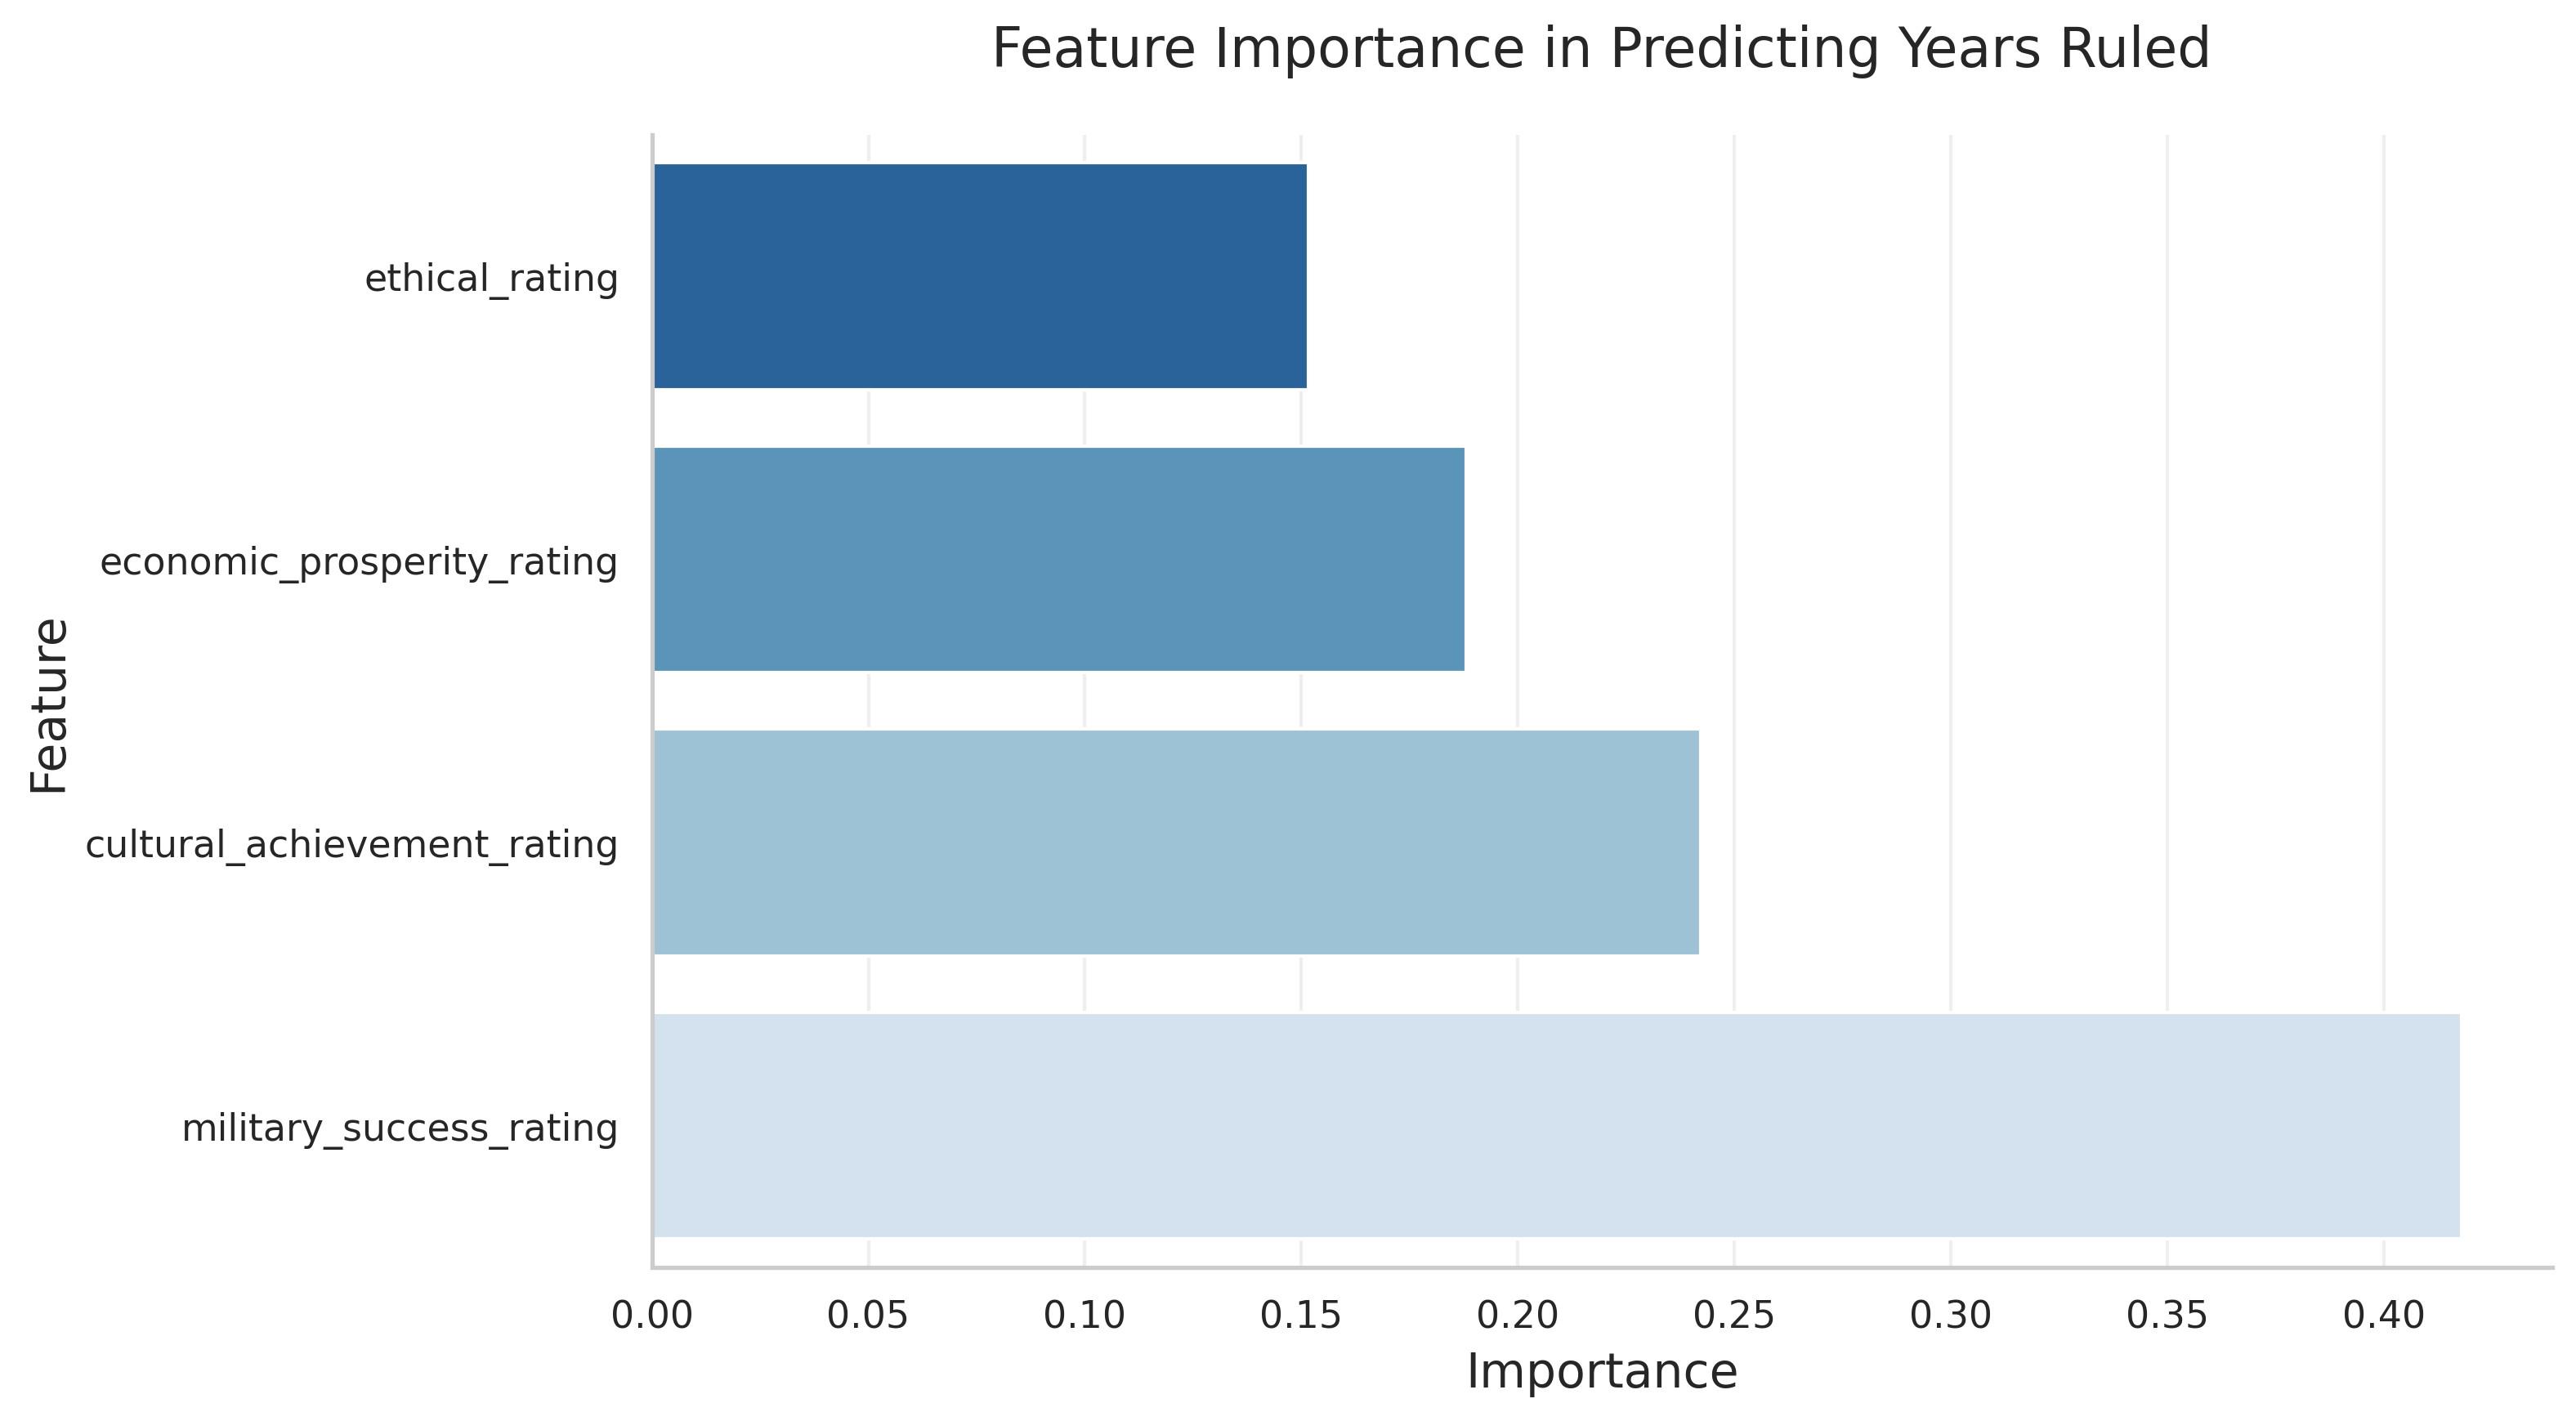 Feature Importance in Predicting Years Ruled
Feature
ethical_rating
economic_prosperity_rating
cultural_achievement_rating
military_success_rating
0.00 0.05 0.10 0.15 0.20 0.25 0.30 0.35 0.40
Importance